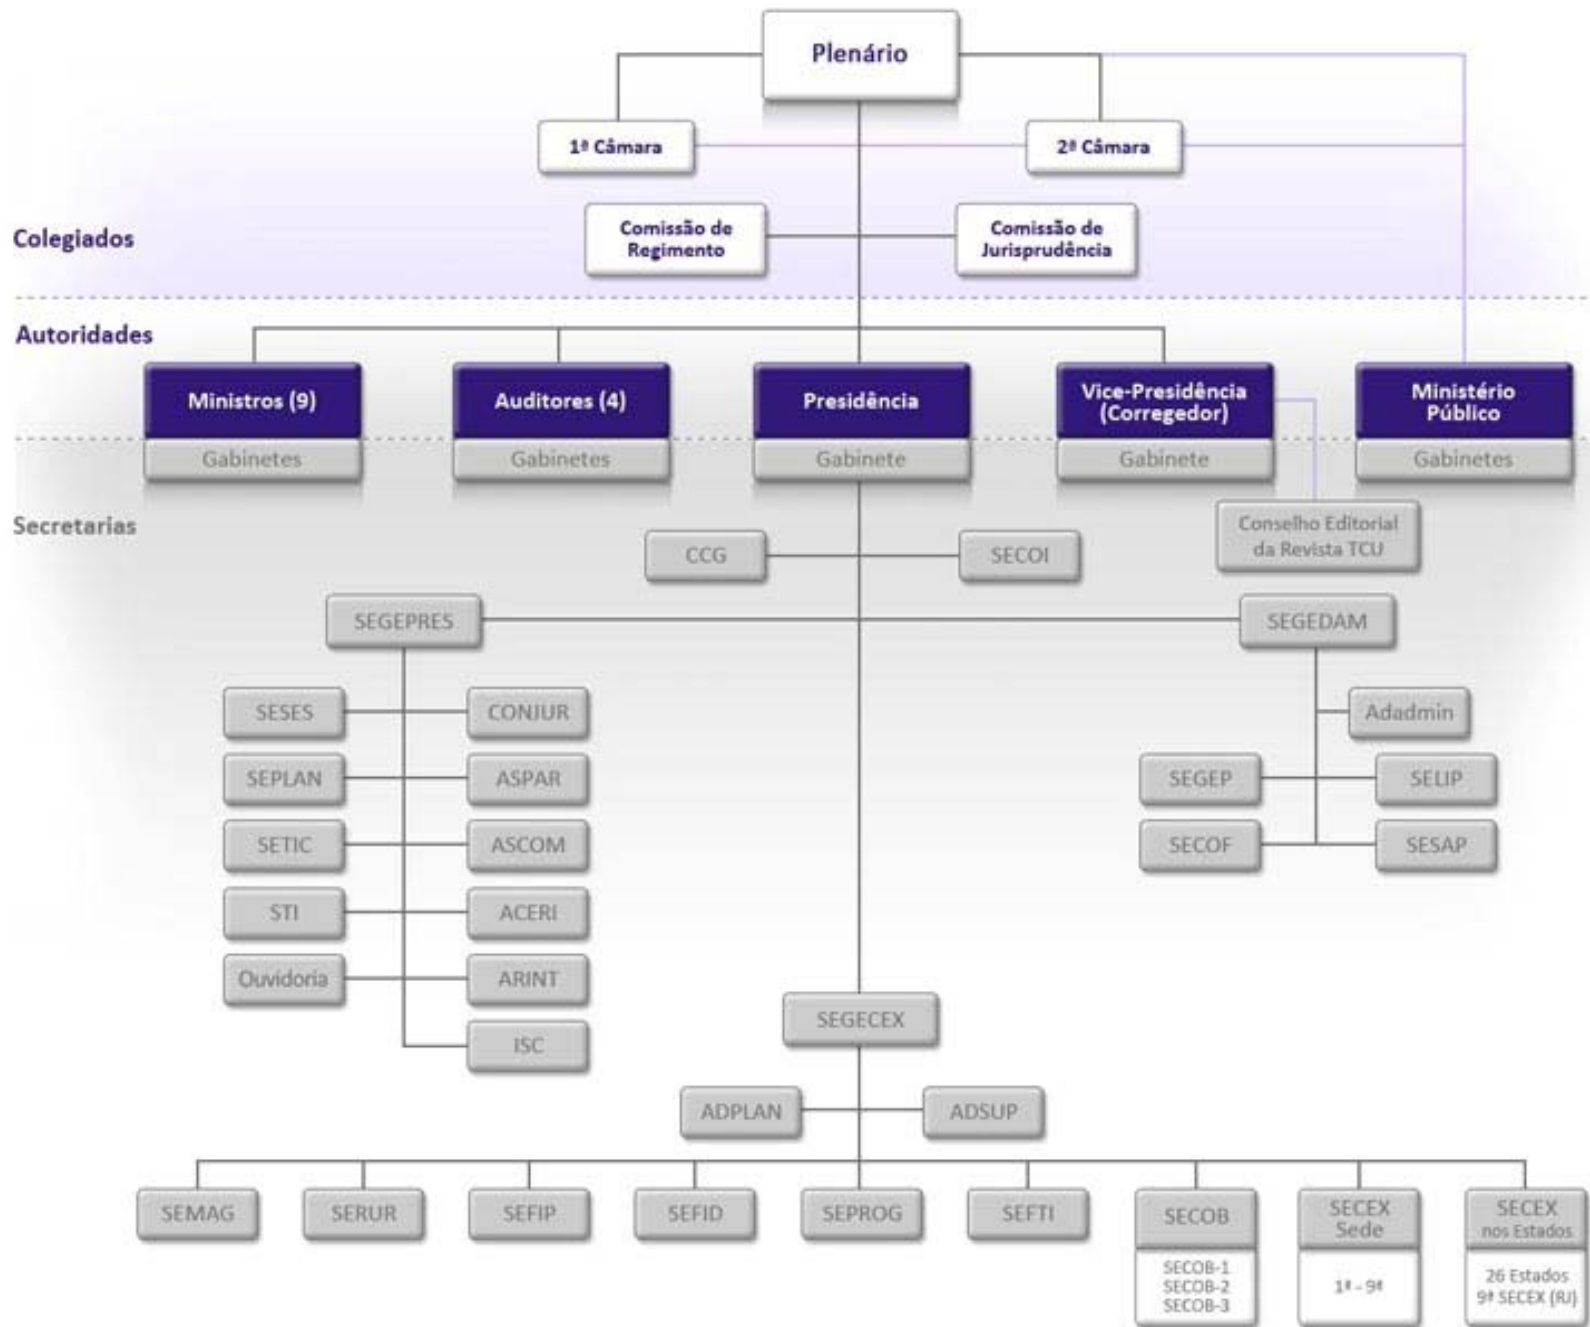 Plenário
1ª Câmara
2ª Câmara
Comissão de
Regimento
Comissão de
Jurisprudência
Colegiados
Autoridades
Ministros (9)
Auditores (4)
Presidência
Vice-Presidência
(Corregedor)
Ministério
Público
Gabinetes
Gabinetes
Gabinete
Gabinete
Gabinetes
Secretarias
Conselho Editorial
da Revista TCU
CCG
SECOI
SEGEPRES
SEGEDAM
SESES
CONJUR
Adadmin
SEPLAN
ASPAR
SEGEP
SELIP
SETIC
ASCOM
SECOF
SESAP
STI
ACERI
Ouvidoria
ARINT
SEGECEX
ISC
ADPLAN
ADSUP
SEMAG
SERUR
SEFIP
SEFID
SEPROG
SEFTI
SECOB
SECEX
Sede
SECEX
nos Estados
SECOB-1
SECOB-2
SECOB-3
1ª - 9ª
26 Estados
9ª SECEX (RJ)